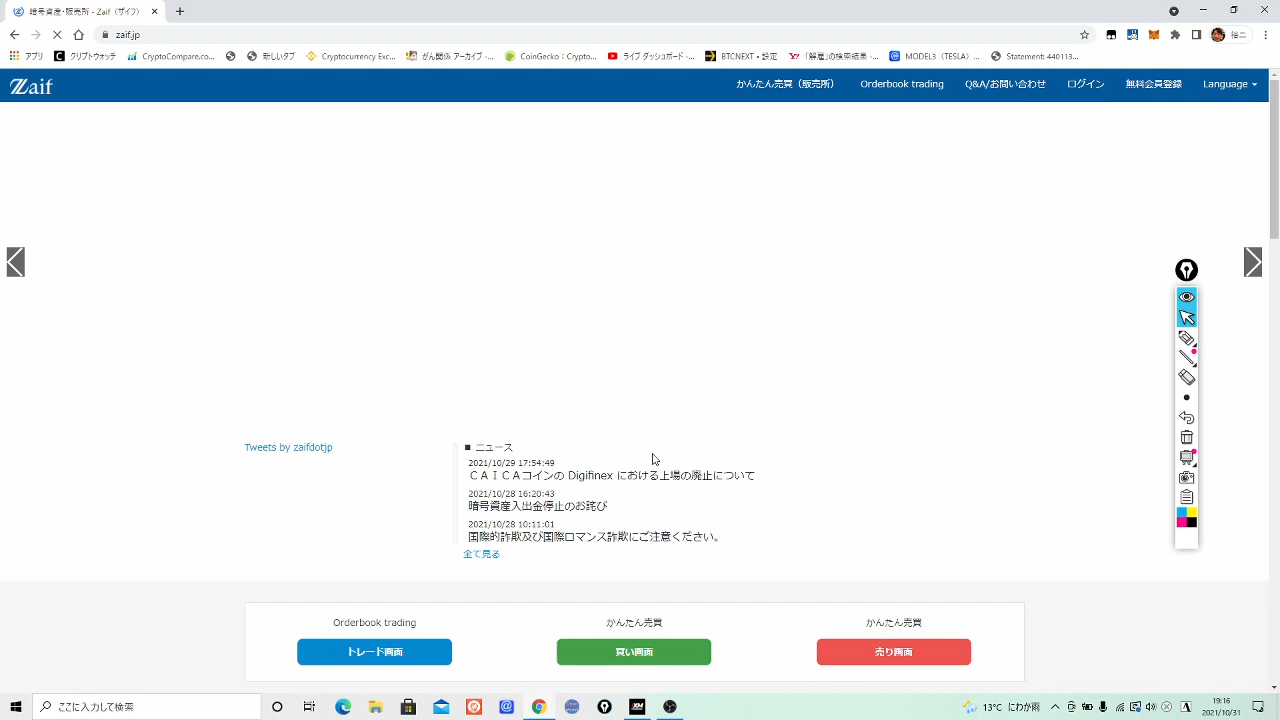 暗号資産・販売所 - Zaif（ザイフ）
zaif.jp
アプリ
クリプトウォッチ
CryptoCompare.co...
新しいタブ
Cryptocurrency Exc...
がん関係 アーカイブ -...
CoinGecko：Crypto...
ライブ ダッシュボード -...
BTCNEXT • 設定
「解雇」の検索結果 -...
MODEL3（TESLA）...
Statement: 440113...
Zaif
かんたん売買（販売所）
Orderbook trading
Q&A/お問い合わせ
ログイン
無料会員登録
Language
Tweets by zaifdotjp
■ ニュース
2021/10/29 17:54:49
ＣＡＩＣＡコインの Digifinex における上場の廃止について
2021/10/28 16:20:43
暗号資産入出金停止のお詫び
2021/10/28 10:11:01
国際的詐欺及び国際ロマンス詐欺にご注意ください。
全て見る
Orderbook trading
かんたん売買
かんたん売買
トレード画面
買い画面
売り画面
ここに入力して検索
XM
13°C にわか雨
A
19:16
2021/10/31